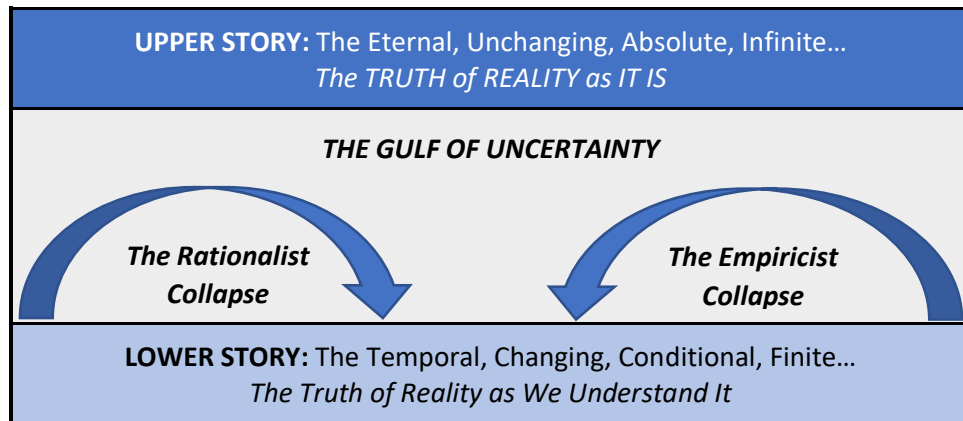 UPPER STORY: The Eternal, Unchanging, Absolute, Infinite…
The TRUTH of REALITY as IT IS
THE GULF OF UNCERTAINTY
The Rationalist
Collapse
The Empiricist
Collapse
LOWER STORY: The Temporal, Changing, Conditional, Finite…
The Truth of Reality as We Understand It